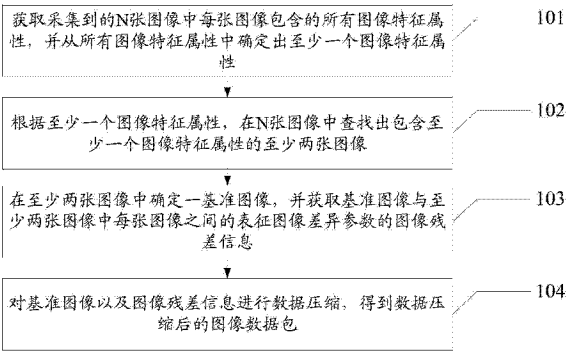 获取采集到的N张图像中每张图像包含的所有图像特征属
性，并从所有图像特征属性中确定出至少一个图像特征属
性
101
根据至少一个图像特征属性，在N张图像中查找出包含至
少一个图像特征属性的至少两张图像
102
在至少两张图像中确定一基准图像，并获取基准图像与至
少两张图像中每张图像之间的表征图像差异参数的图像残
差信息
103
对基准图像以及图像残差信息进行数据压缩，得到数据压
缩后的图像数据包
104